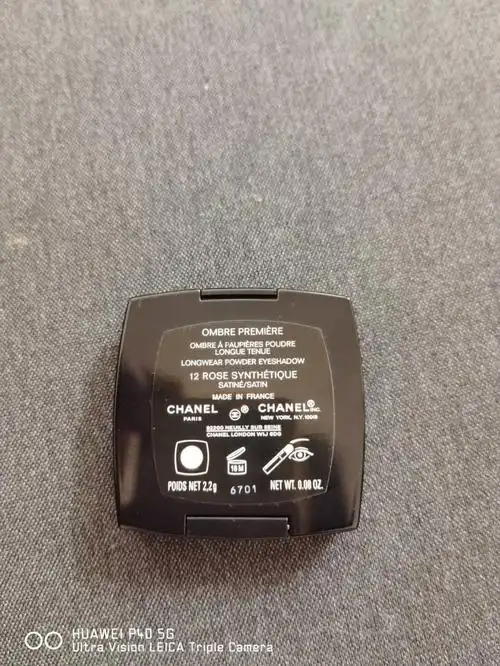 OMBRE PREMIÈRE
OMBRE À PAUPIÈRES POUDRE
LONGUE TENUE
LONGWEAR POWDER EYESHADOW
12 ROSE SYNTHÉTIQUE
SATINÉ/SATIN
MADE IN FRANCE
CHANEL ® CHANEL® INC.
PARIS NEW YORK, N.Y. 10019
92200 NEUILLY SUR SEINE
CHANEL LONDON W1J 6DG
18 M
POIDS NET 2,2g 6701 NET WT. 0.08 OZ.
HUAWEI P40 5G
Ultra Vision LEICA Triple Camera